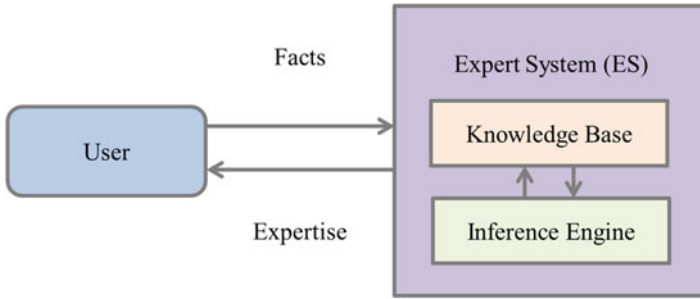 Facts
Expert System (ES)
Knowledge Base
User
Expertise
Inference Engine